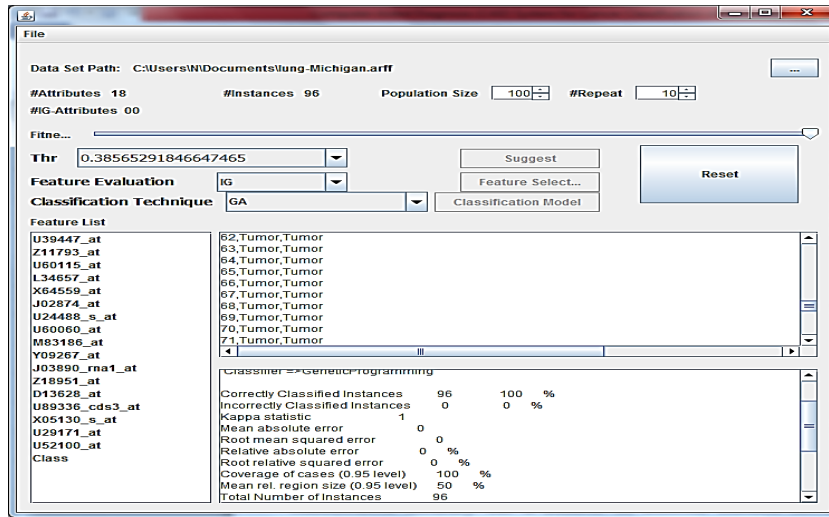 File
Data Set Path: C:\Users\N\Documents\lung-Michigan.arff
...
#Attributes 18 #Instances 96 Population Size 100 #Repeat 10
#IG-Attributes 00
Fitne...
Thr 0.38565291846647465 Suggest
Reset
Feature Evaluation IG Feature Select...
Classification Technique GA Classification Model
Feature List
U39447_at
Z11793_at
U60115_at
L34657_at
X64559_at
J02874_at
U24488_s_at
U60060_at
M83186_at
Y09267_at
J03890_rna1_at
Z18951_at
D13628_at
U89336_cds3_at
X05130_s_at
U29171_at
U52100_at
Class
62,Tumor,Tumor
63,Tumor,Tumor
64,Tumor,Tumor
65,Tumor,Tumor
66,Tumor,Tumor
67,Tumor,Tumor
68,Tumor,Tumor
69,Tumor,Tumor
70,Tumor,Tumor
71,Tumor,Tumor
Classifier =>GeneticProgramming
Correctly Classified Instances 96 100 %
Incorrectly Classified Instances 0 0 %
Kappa statistic 1
Mean absolute error 0
Root mean squared error 0
Relative absolute error 0 %
Root relative squared error 0 %
Coverage of cases (0.95 level) 100 %
Mean rel. region size (0.95 level) 50 %
Total Number of Instances 96